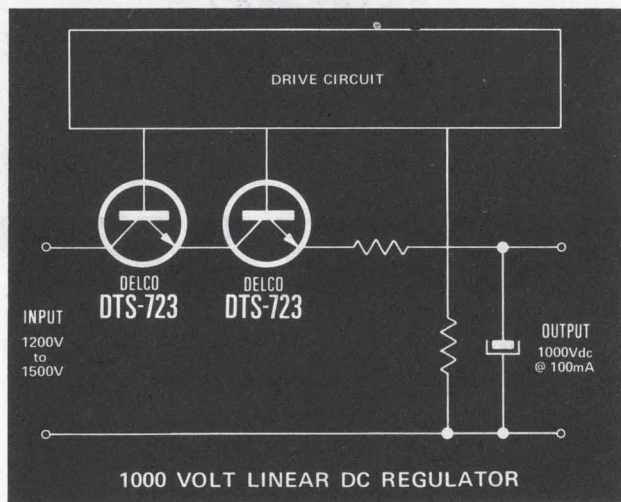 DRIVE CIRCUIT
DELCO
DTS-723
DELCO
DTS-723
INPUT
1200V
to
1500V
OUTPUT
1000Vdc
@ 100mA
1000 VOLT LINEAR DC REGULATOR